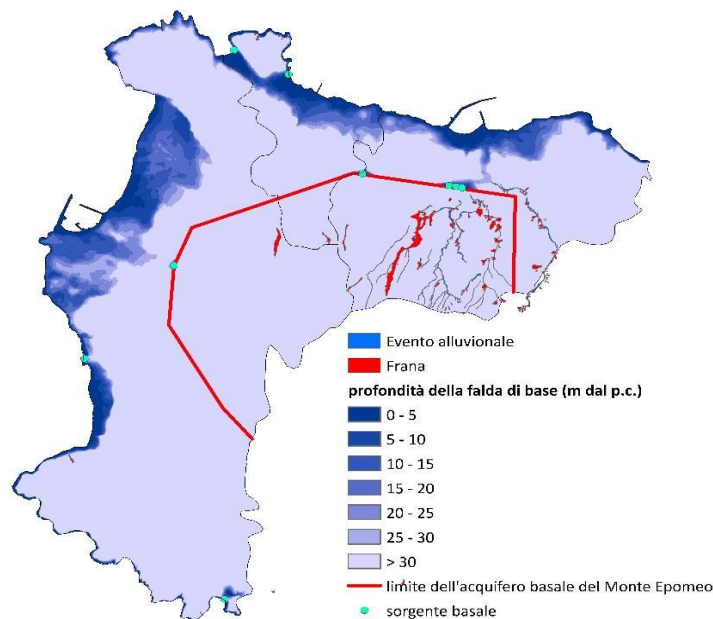 Evento alluvionale
Frana
profondità della falda di base (m dal p.c.)
0 - 5
5 - 10
10 - 15
15 - 20
20 - 25
25 - 30
> 30
limite dell'acquifero basale del Monte Epomeo
sorgente basale